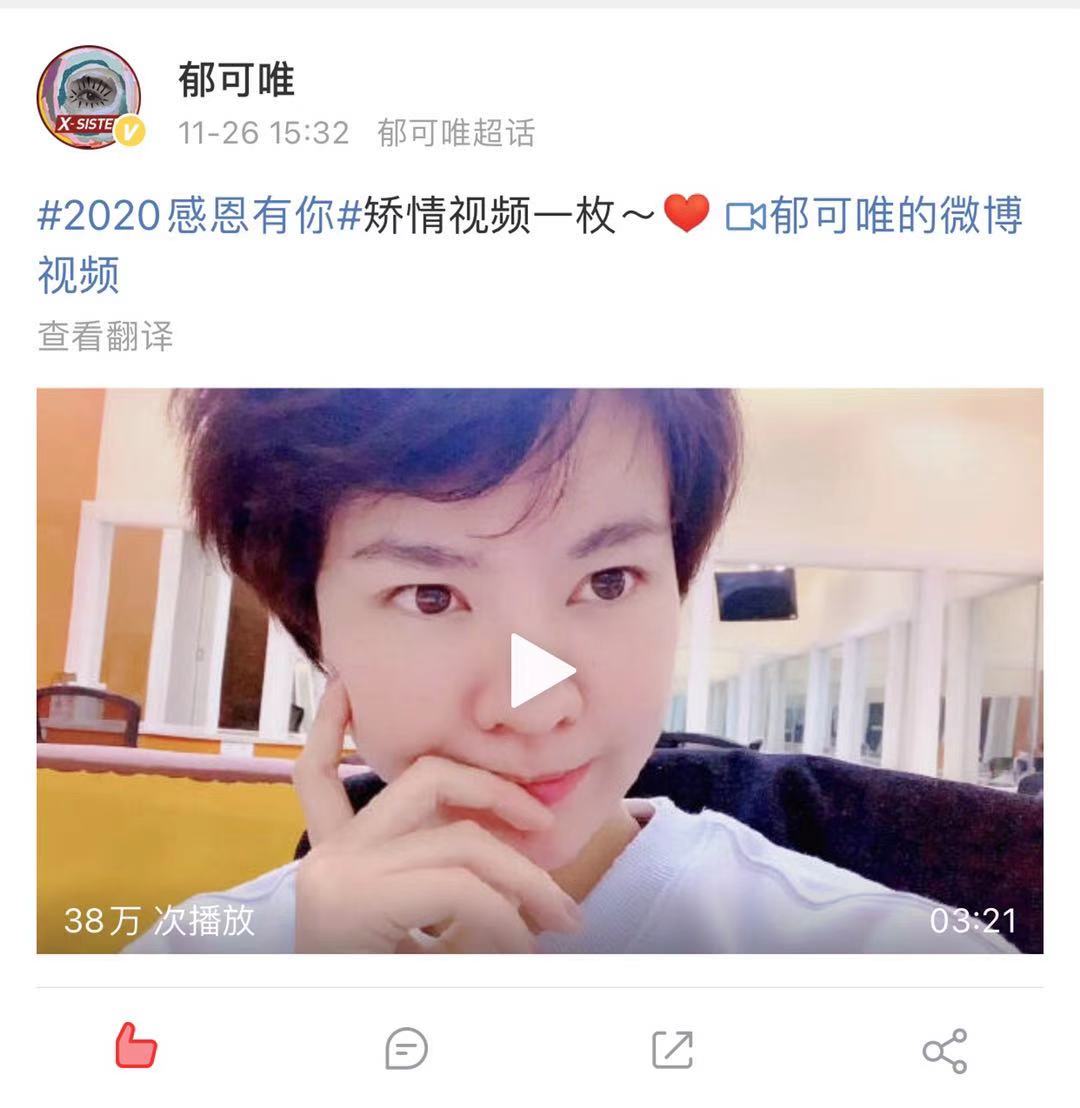 郁可唯
X-SISTE
11-26 15:32 郁可唯超话
#2020感恩有你#矫情视频一枚～❤️ 郁可唯的微博
视频
查看翻译
38万 次播放
03:21